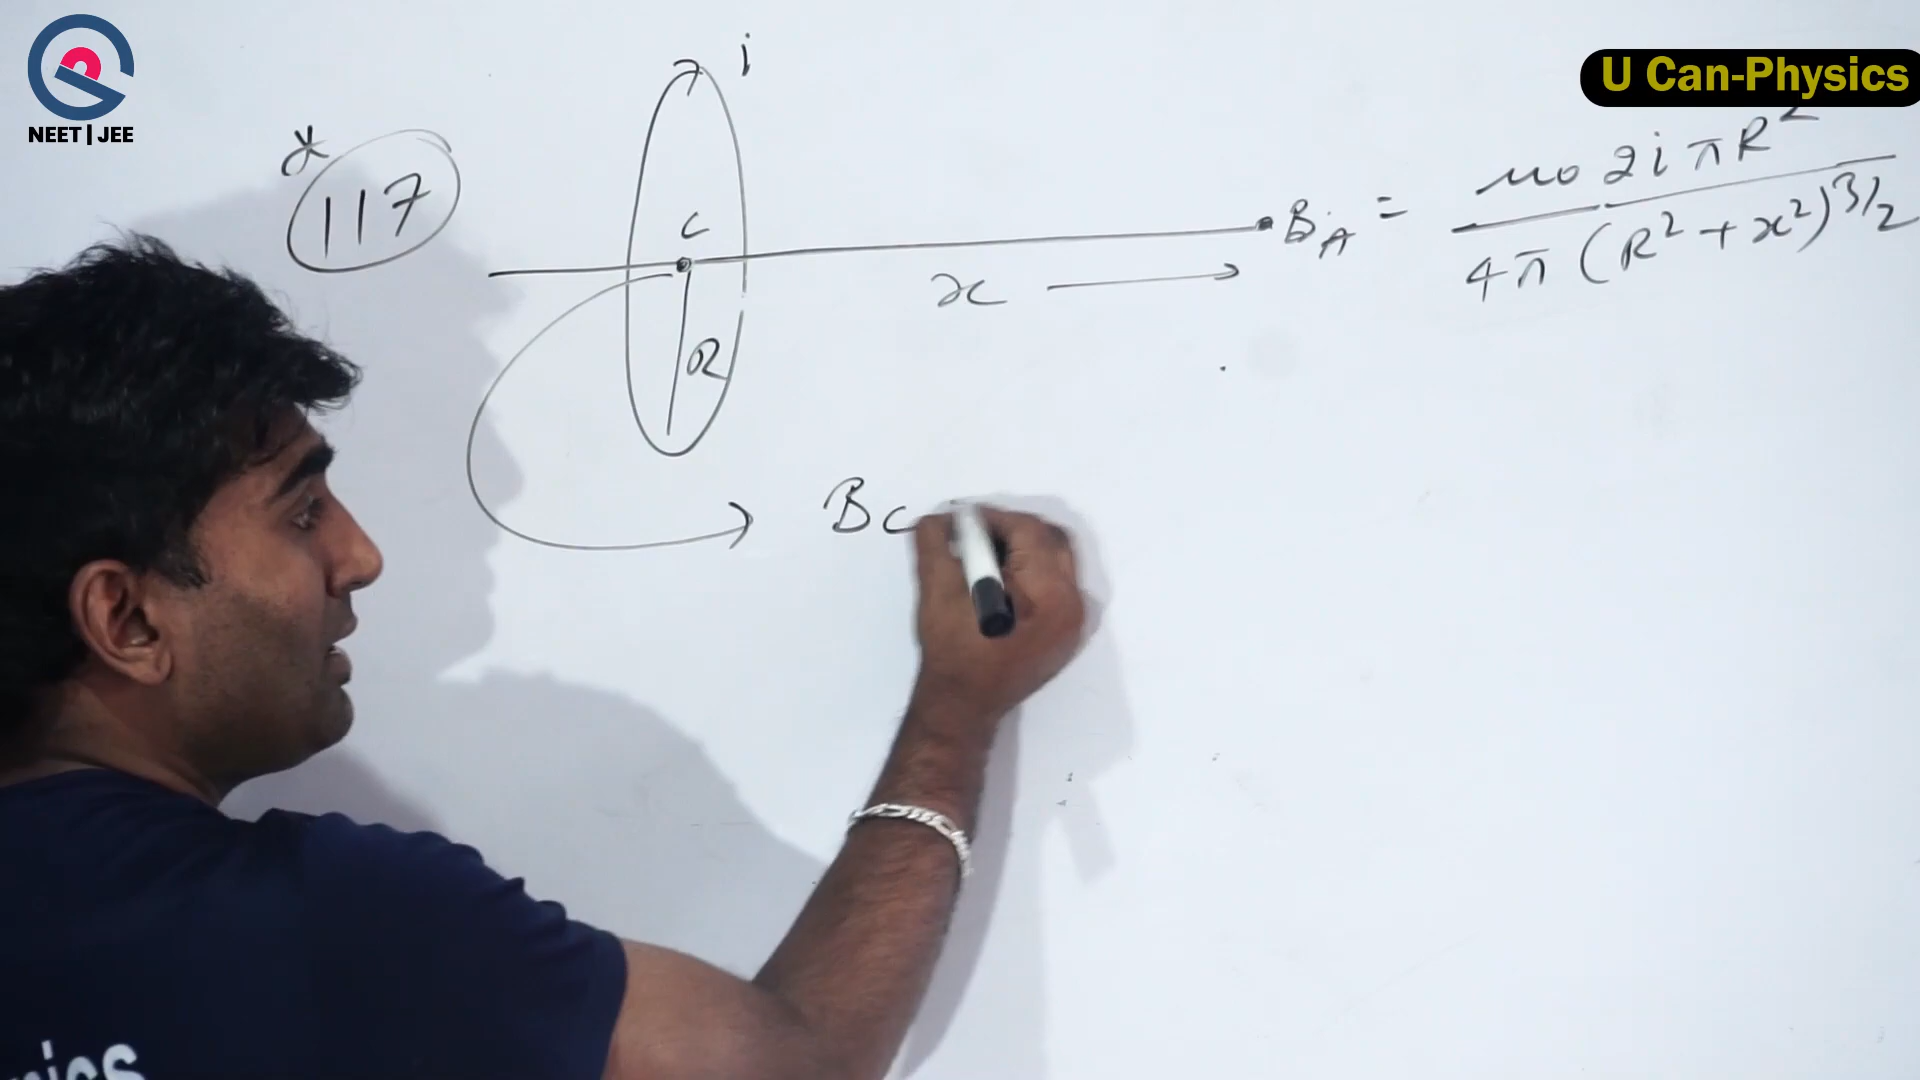 NEET|JEE
U Can-Physics
* 117
i
C
R
x
B_A = μ0 2iπR²
4π (R² + x²)^3/2
Bc